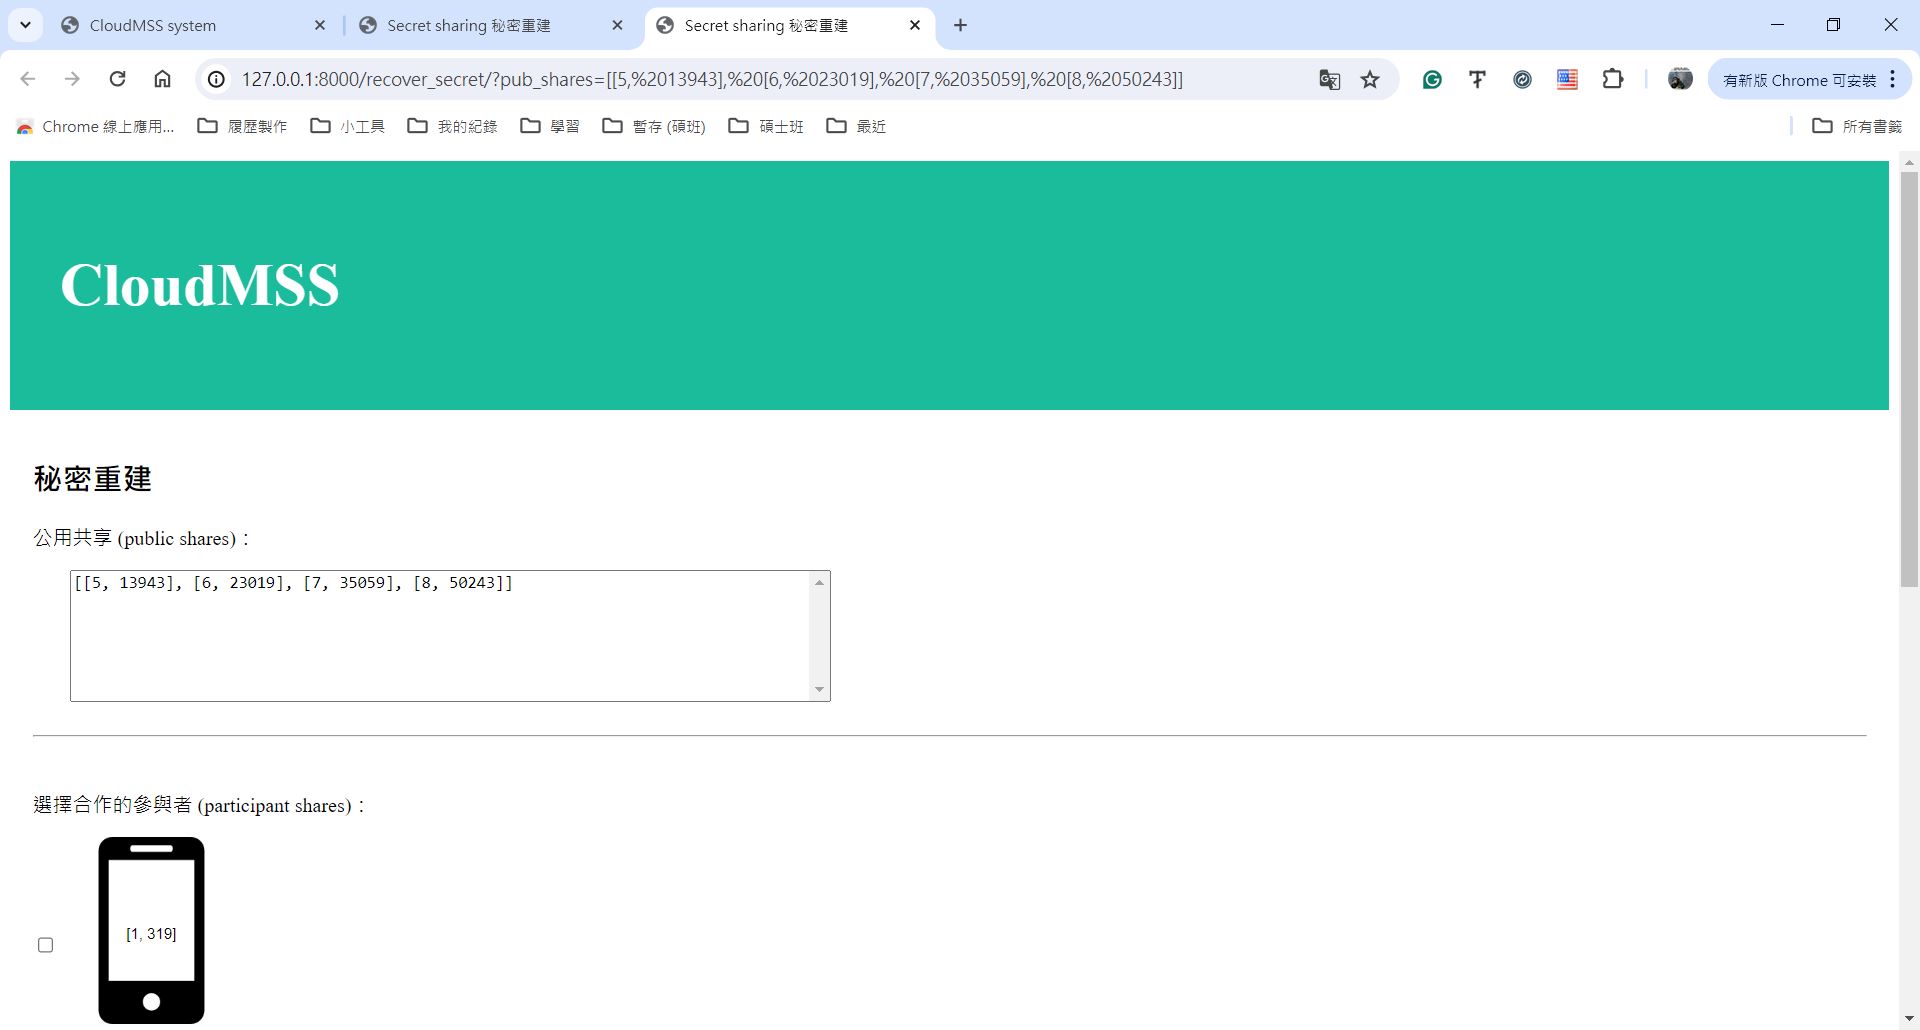 CloudMSS system
Secret sharing 秘密重建
Secret sharing 秘密重建
127.0.0.1:8000/recover_secret/?pub_shares=[[5,%2013943],%20[6,%2023019],%20[7,%2035059],%20[8,%2050243]]
有新版 Chrome 可安裝
Chrome 線上應用...
履歷製作
小工具
我的紀錄
學習
暫存 (碩班)
碩士班
最近
所有書籤
CloudMSS
秘密重建
公用共享 (public shares)：
[[5, 13943], [6, 23019], [7, 35059], [8, 50243]]
選擇合作的參與者 (participant shares)：
[1, 319]